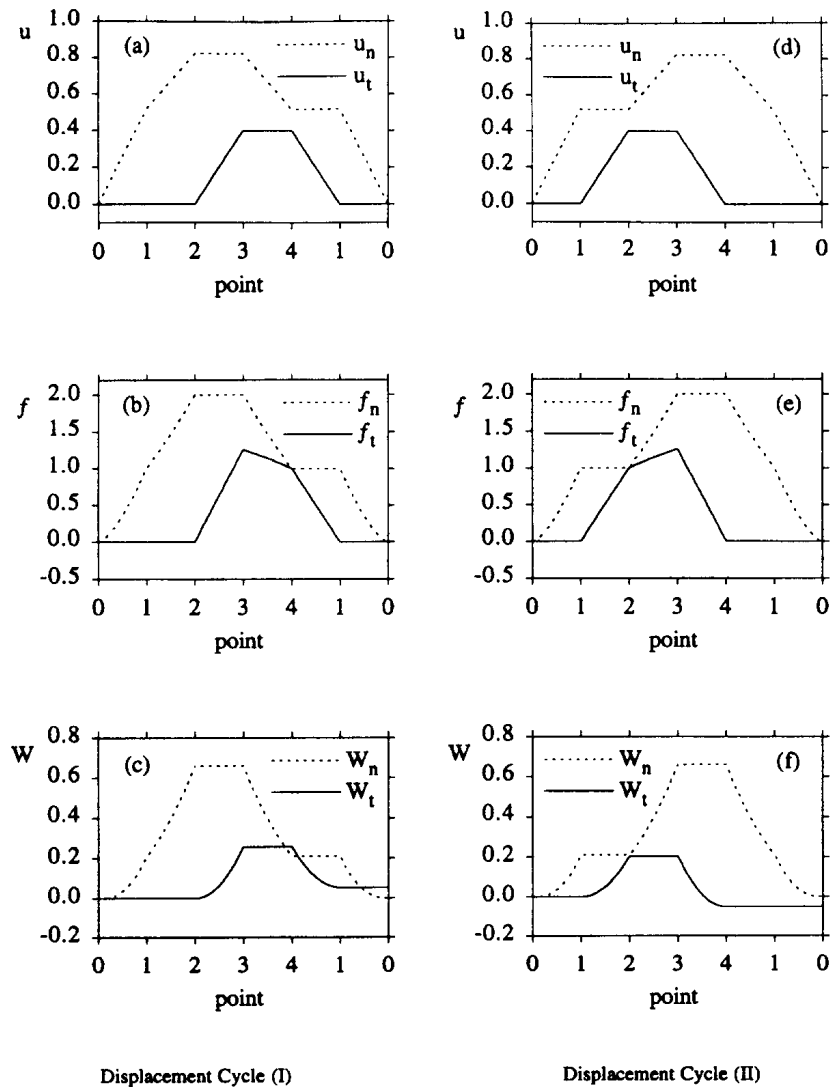 u
1.0
0.8
0.6
0.4
0.2
0.0
(a)
u_n
u_t
0 1 2 3 4 1 0
point
u
1.0
0.8
0.6
0.4
0.2
0.0
(d)
u_n
u_t
0 1 2 3 4 1 0
point
f
2.0
1.5
1.0
0.5
0.0
-0.5
(b)
f_n
f_t
0 1 2 3 4 1 0
point
f
2.0
1.5
1.0
0.5
0.0
-0.5
(e)
f_n
f_t
0 1 2 3 4 1 0
point
W
0.8
0.6
0.4
0.2
0.0
-0.2
(c)
W_n
W_t
0 1 2 3 4 1 0
point
W
0.8
0.6
0.4
0.2
0.0
-0.2
(f)
W_n
W_t
0 1 2 3 4 1 0
point
Displacement Cycle (I)
Displacement Cycle (II)